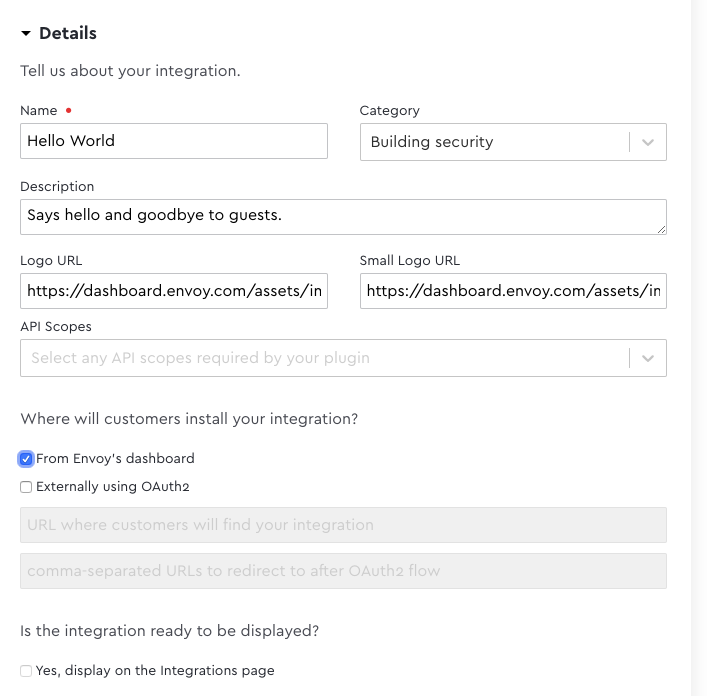 Details
Tell us about your integration.
Name
Category
Hello World
Building security
Description
Says hello and goodbye to guests.
Logo URL
Small Logo URL
https://dashboard.envoy.com/assets/in
https://dashboard.envoy.com/assets/in
API Scopes
Select any API scopes required by your plugin
Where will customers install your integration?
From Envoy's dashboard
Externally using OAuth2
URL where customers will find your integration
comma-separated URLs to redirect to after OAuth2 flow
Is the integration ready to be displayed?
Yes, display on the Integrations page